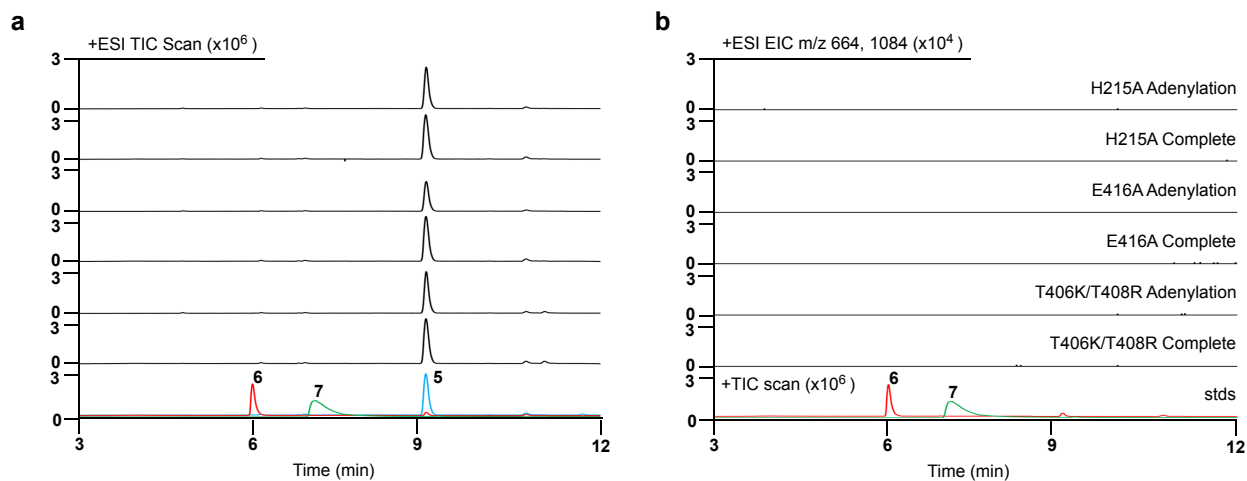 a
+ESI TIC Scan (x10⁶ )
3
0
3
0
3
0
3
0
3
0
3
0
3
0
6
7
5
3
6
9
12
Time (min)
b
+ESI EIC m/z 664, 1084 (x10⁴ )
3
0
H215A Adenylation
3
0
H215A Complete
3
0
E416A Adenylation
3
0
E416A Complete
3
0
T406K/T408R Adenylation
3
0
T406K/T408R Complete
3
0
+TIC scan (x10⁶ )
6
7
stds
3
6
9
12
Time (min)